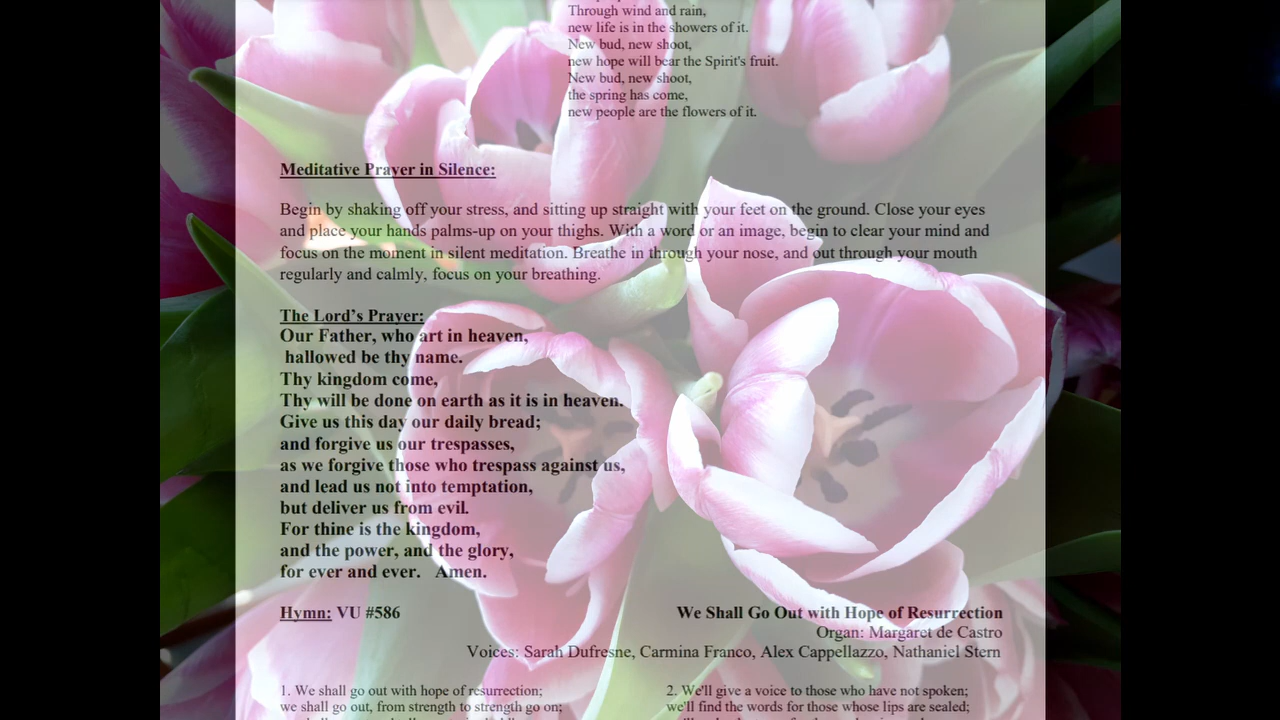 Through wind and rain,
new life is in the showers of it.
New bud, new shoot,
new hope will bear the Spirit's fruit.
New bud, new shoot,
the spring has come,
new people are the flowers of it.
Meditative Prayer in Silence:
Begin by shaking off your stress, and sitting up straight with your feet on the ground. Close your eyes
and place your hands palms-up on your thighs. With a word or an image, begin to clear your mind and
focus on the moment in silent meditation. Breathe in through your nose, and out through your mouth
regularly and calmly, focus on your breathing.
The Lord’s Prayer:
Our Father, who art in heaven,
hallowed be thy name.
Thy kingdom come,
Thy will be done on earth as it is in heaven.
Give us this day our daily bread;
and forgive us our trespasses,
as we forgive those who trespass against us,
and lead us not into temptation,
but deliver us from evil.
For thine is the kingdom,
and the power, and the glory,
for ever and ever. Amen.
Hymn: VU #586 We Shall Go Out with Hope of Resurrection
Organ: Margaret de Castro
Voices: Sarah Dufresne, Carmina Franco, Alex Cappellazzo, Nathaniel Stern
1. We shall go out with hope of resurrection;
we shall go out, from strength to strength go on;
2. We'll give a voice to those who have not spoken;
we'll find the words for those whose lips are sealed;